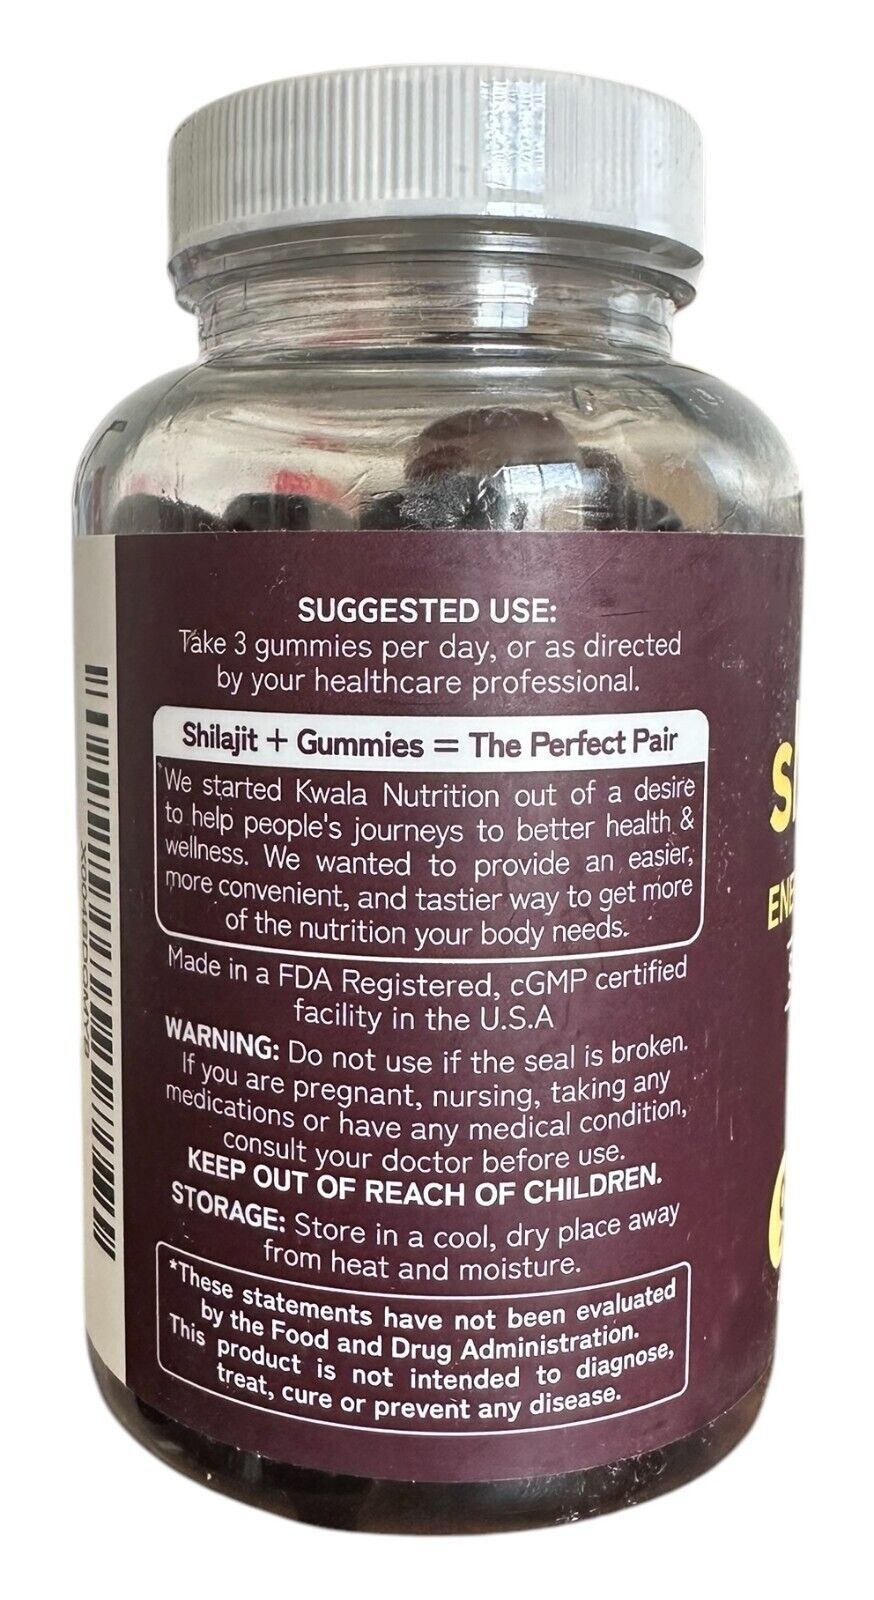 SUGGESTED USE:
Take 3 gummies per day, or as directed
by your healthcare professional.
Shilajit + Gummies = The Perfect Pair
We started Kwala Nutrition out of a desire
to help people's journeys to better health &
wellness. We wanted to provide an easier,
more convenient, and tastier way to get more
of the nutrition your body needs.
Made in a FDA Registered, cGMP certified
facility in the U.S.A
WARNING: Do not use if the seal is broken.
If you are pregnant, nursing, taking any
medications or have any medical condition,
consult your doctor before use.
KEEP OUT OF REACH OF CHILDREN.
STORAGE: Store in a cool, dry place away
from heat and moisture.
*These statements have not been evaluated
by the Food and Drug Administration.
This product is not intended to diagnose,
treat, cure or prevent any disease.